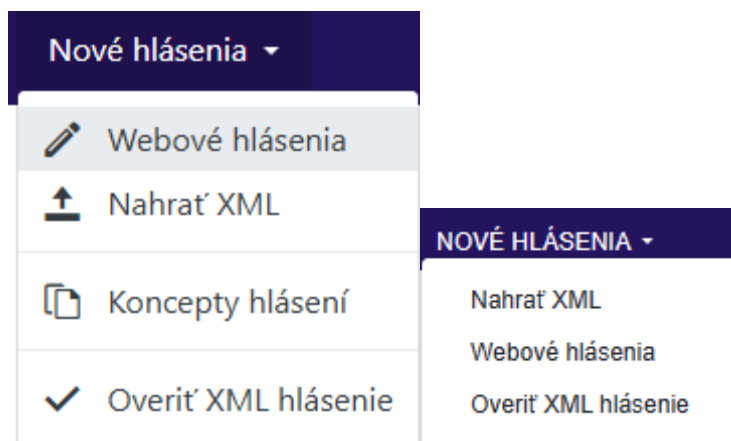 Nové hlásenia
Webové hlásenia
Nahrať XML
Koncepty hlásení
Overiť XML hlásenie
NOVÉ HLÁSENIA
Nahrať XML
Webové hlásenia
Overiť XML hlásenie